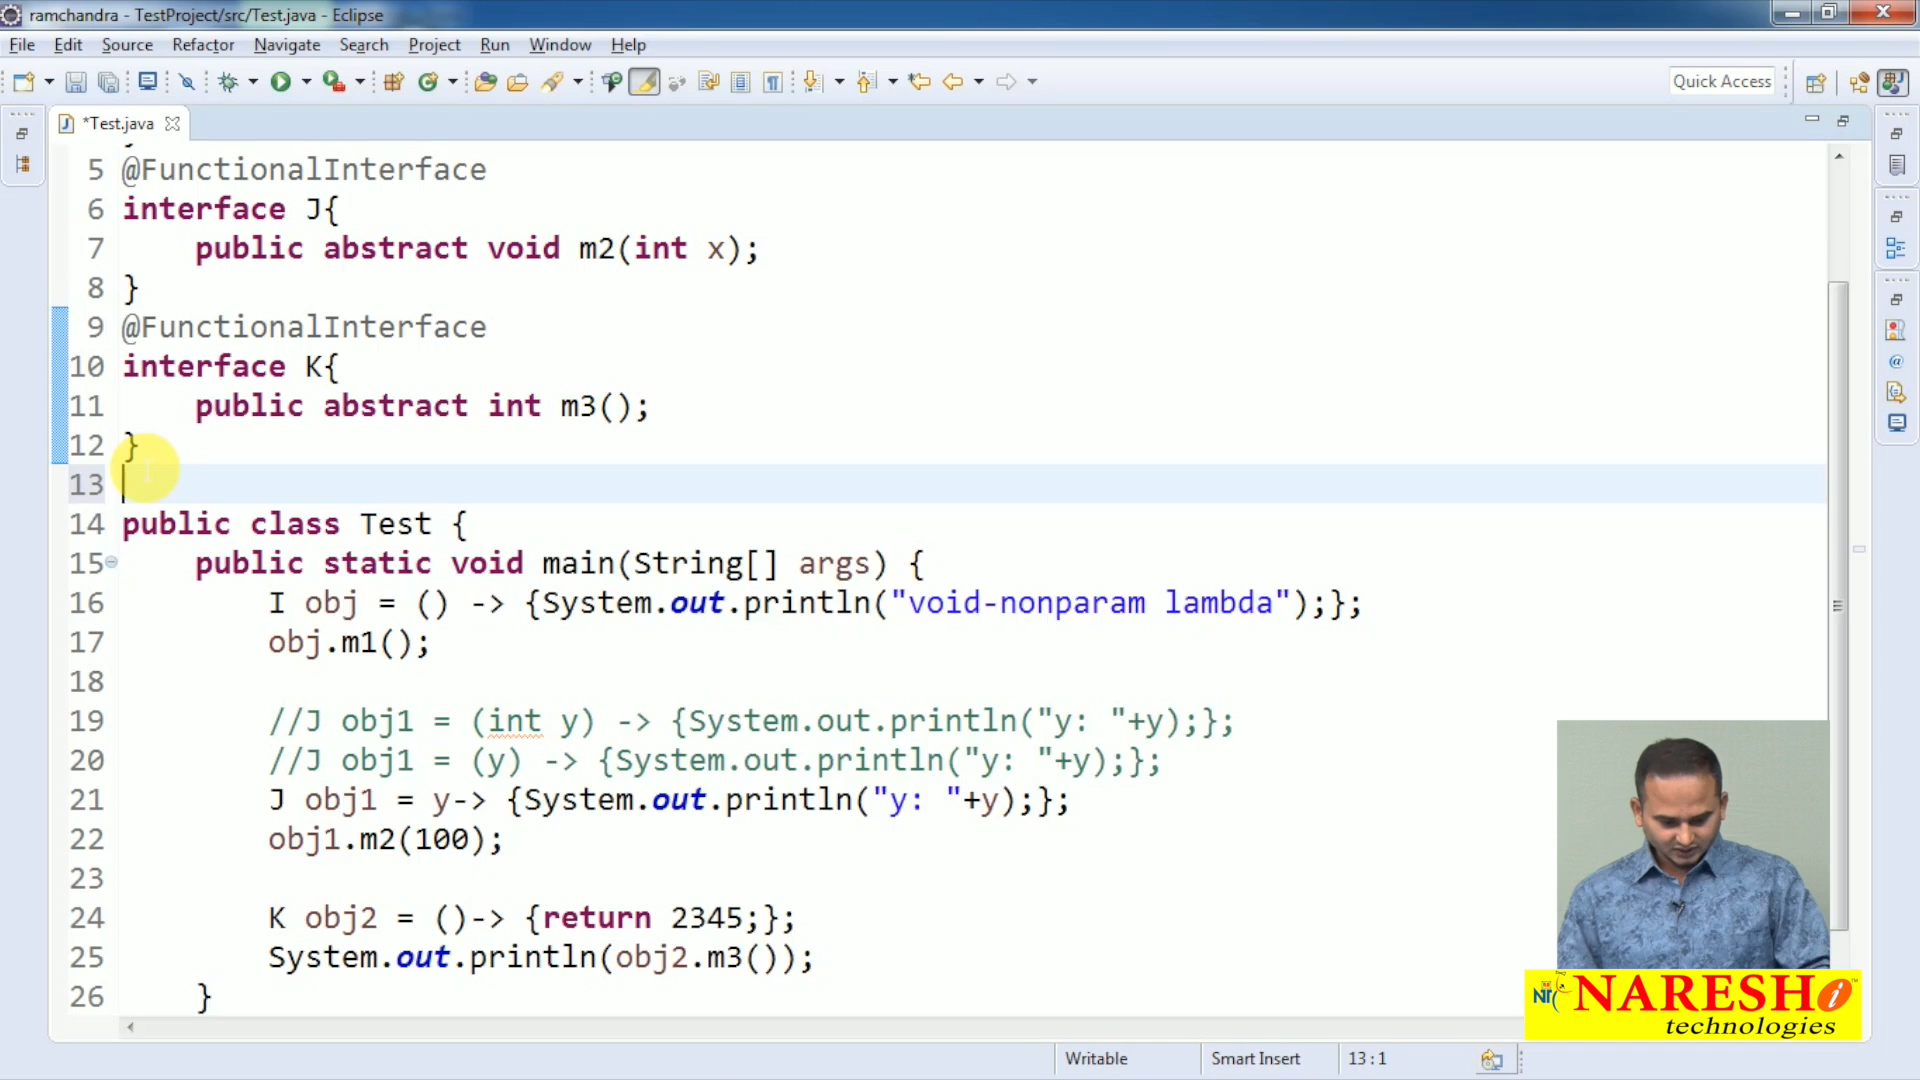 ramchandra - TestProject/src/Test.java - Eclipse
File Edit Source Refactor Navigate Search Project Run Window Help
Quick Access
*Test.java
5 @FunctionalInterface
6 interface J{
7 public abstract void m2(int x);
8 }
9 @FunctionalInterface
10 interface K{
11 public abstract int m3();
12 }
13
14 public class Test {
15 public static void main(String[] args) {
16 I obj = () -> {System.out.println("void-nonparam lambda");};
17 obj.m1();
18
19 //J obj1 = (int y) -> {System.out.println("y: "+y);};
20 //J obj1 = (y) -> {System.out.println("y: "+y);};
21 J obj1 = y-> {System.out.println("y: "+y);};
22 obj1.m2(100);
23
24 K obj2 = ()-> {return 2345;};
25 System.out.println(obj2.m3());
26 }
NARESH i
technologies
Writable Smart Insert 13 : 1